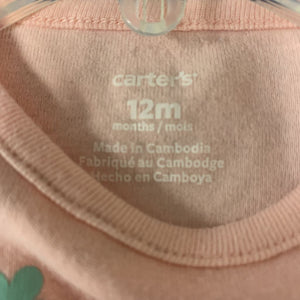 carter's
12m
months / mois
Made in Cambodia
Fabriqué au Cambodge
Hecho en Camboya